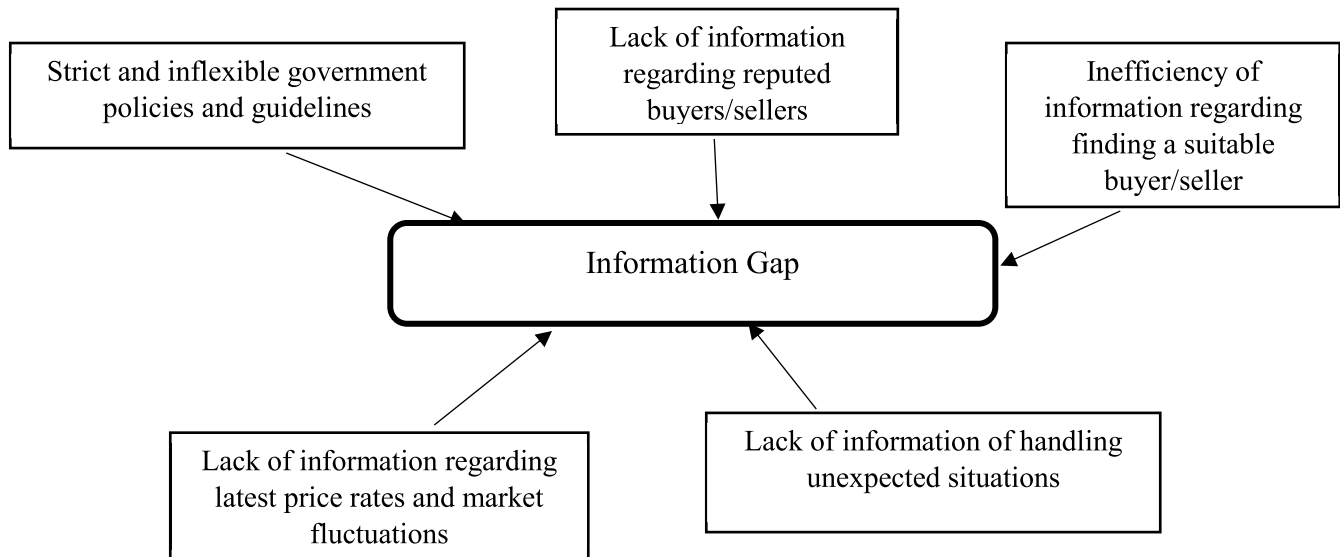 Strict and inflexible government
policies and guidelines
Lack of information
regarding reputed
buyers/sellers
Inefficiency of
information regarding
finding a suitable
buyer/seller
Information Gap
Lack of information regarding
latest price rates and market
fluctuations
Lack of information of handling
unexpected situations